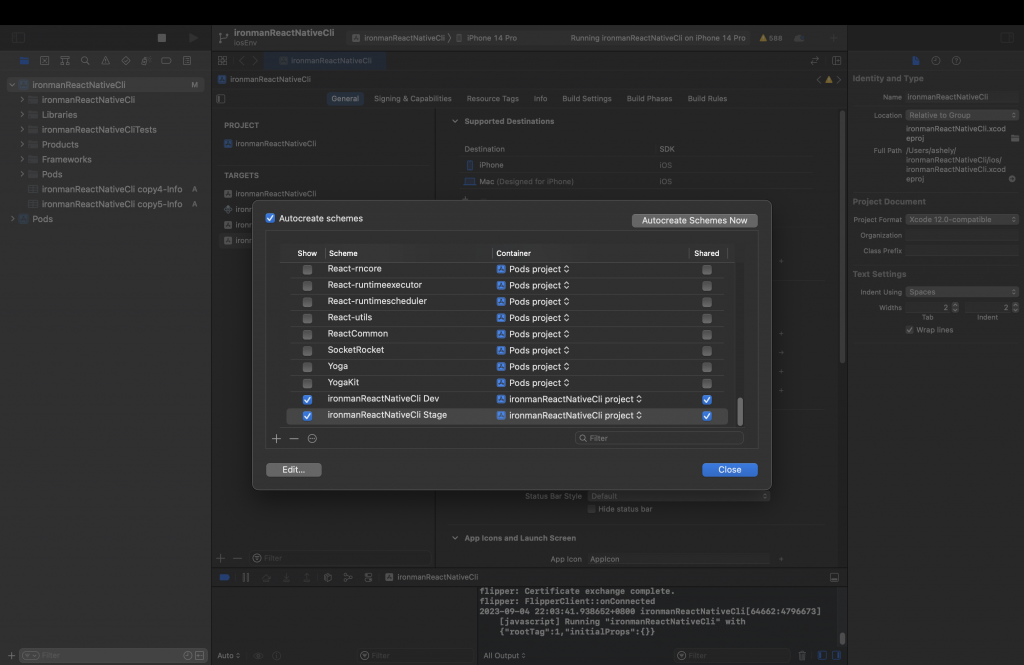 ironmanReactNativeCli
iosEnv
ironmanReactNativeCli
iPhone 14 Pro
Running ironmanReactNativeCli on iPhone 14 Pro
588
ironmanReactNativeCli
M
ironmanReactNativeCli
Libraries
ironmanReactNativeCliTests
Products
Frameworks
Pods
ironmanReactNativeCli copy4-Info
A
ironmanReactNativeCli copy5-Info
A
Pods
Filter
ironmanReactNativeCli
ironmanReactNativeCli
General
Signing & Capabilities
Resource Tags
Info
Build Settings
Build Phases
Build Rules
PROJECT
ironmanReactNativeCli
TARGETS
ironmanReactNativeCli
Filter
Supported Destinations
Destination
SDK
iPhone
iOS
Mac (Designed for iPhone)
iOS
Autocreate schemes
Autocreate Schemes Now
Show
Scheme
Container
Shared
React-rncore
Pods project
React-runtimeexecutor
Pods project
React-runtimescheduler
Pods project
React-utils
Pods project
ReactCommon
Pods project
SocketRocket
Pods project
Yoga
Pods project
YogaKit
Pods project
ironmanReactNativeCli Dev
ironmanReactNativeCli project
ironmanReactNativeCli Stage
ironmanReactNativeCli project
Filter
Edit...
Close
Status Bar Style
Default
Hide status bar
App Icons and Launch Screen
App Icon
AppIcon
ironmanReactNativeCli
flipper: Certificate exchange complete.
flipper: FlipperClient::onConnected
2023-09-04 22:03:41.938652+0800 ironmanReactNativeCli[64662:4796673]
[javascript] Running "ironmanReactNativeCli" with
{"rootTag":1,"initialProps":{}}
Auto
Filter
All Output
Filter
Identity and Type
Name
ironmanReactNativeCli
Location
Relative to Group
ironmanReactNativeCli.xcod
eproj
Full Path
/Users/ashely/
ironmanReactNativeCli/ios/
ironmanReactNativeCli.xcod
eproj
Project Document
Project Format
Xcode 12.0-compatible
Organization
Class Prefix
Text Settings
Indent Using
Spaces
Widths
2
2
Tab
Indent
Wrap lines